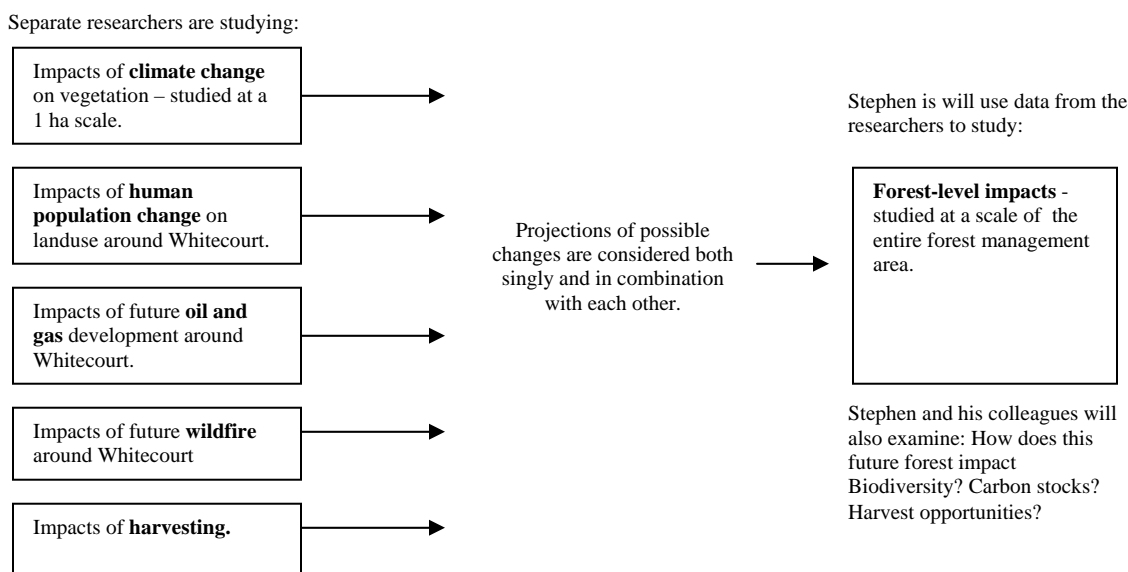 Separate researchers are studying:
Impacts of climate change
on vegetation – studied at a
1 ha scale.
Impacts of human
population change on
landuse around Whitecourt.
Impacts of future oil and
gas development around
Whitecourt.
Impacts of future wildfire
around Whitecourt
Impacts of harvesting.
Projections of possible
changes are considered both
singly and in combination
with each other.
Stephen is will use data from the
researchers to study:
Forest-level impacts -
studied at a scale of the
entire forest management
area.
Stephen and his colleagues will
also examine: How does this
future forest impact
Biodiversity? Carbon stocks?
Harvest opportunities?